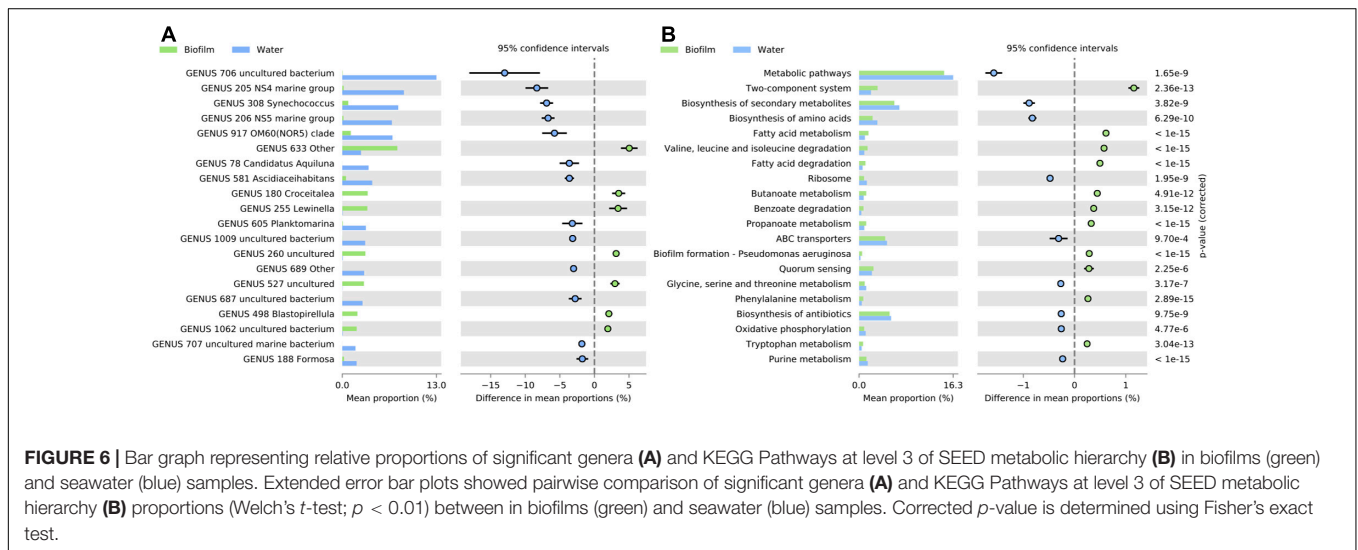 A
Biofilm Water 95% confidence intervals
GENUS 706 uncultured bacterium
GENUS 205 NS4 marine group
GENUS 308 Synechococcus
GENUS 206 NS5 marine group
GENUS 917 OM60(NOR5) clade
GENUS 633 Other
GENUS 78 Candidatus Aquiluna
GENUS 581 Ascidiaceihabitans
GENUS 180 Croceitalea
GENUS 255 Lewinella
GENUS 605 Planktomarina
GENUS 1009 uncultured bacterium
GENUS 260 uncultured
GENUS 689 Other
GENUS 527 uncultured
GENUS 687 uncultured bacterium
GENUS 498 Blastopirellula
GENUS 1062 uncultured bacterium
GENUS 707 uncultured marine bacterium
GENUS 188 Formosa
0.0 13.0 −15 −10 −5 0 5
Mean proportion (%) Difference in mean proportions (%)
B
Biofilm Water 95% confidence intervals
Metabolic pathways 1.65e-9
Two-component system 2.36e-13
Biosynthesis of secondary metabolites 3.82e-9
Biosynthesis of amino acids 6.29e-10
Fatty acid metabolism < 1e-15
Valine, leucine and isoleucine degradation < 1e-15
Fatty acid degradation < 1e-15
Ribosome 1.95e-9
Butanoate metabolism 4.91e-12
Benzoate degradation 3.15e-12
Propanoate metabolism < 1e-15
ABC transporters 9.70e-4
Biofilm formation - Pseudomonas aeruginosa < 1e-15
Quorum sensing 2.25e-6
Glycine, serine and threonine metabolism 3.17e-7
Phenylalanine metabolism 2.89e-15
Biosynthesis of antibiotics 9.75e-9
Oxidative phosphorylation 4.77e-6
Tryptophan metabolism 3.04e-13
Purine metabolism < 1e-15
p-value (corrected)
0.0 16.3 −1 0 1
Mean proportion (%) Difference in mean proportions (%)
FIGURE 6 | Bar graph representing relative proportions of significant genera (A) and KEGG Pathways at level 3 of SEED metabolic hierarchy (B) in biofilms (green)
and seawater (blue) samples. Extended error bar plots showed pairwise comparison of significant genera (A) and KEGG Pathways at level 3 of SEED metabolic
hierarchy (B) proportions (Welch's t-test; p < 0.01) between in biofilms (green) and seawater (blue) samples. Corrected p-value is determined using Fisher's exact
test.